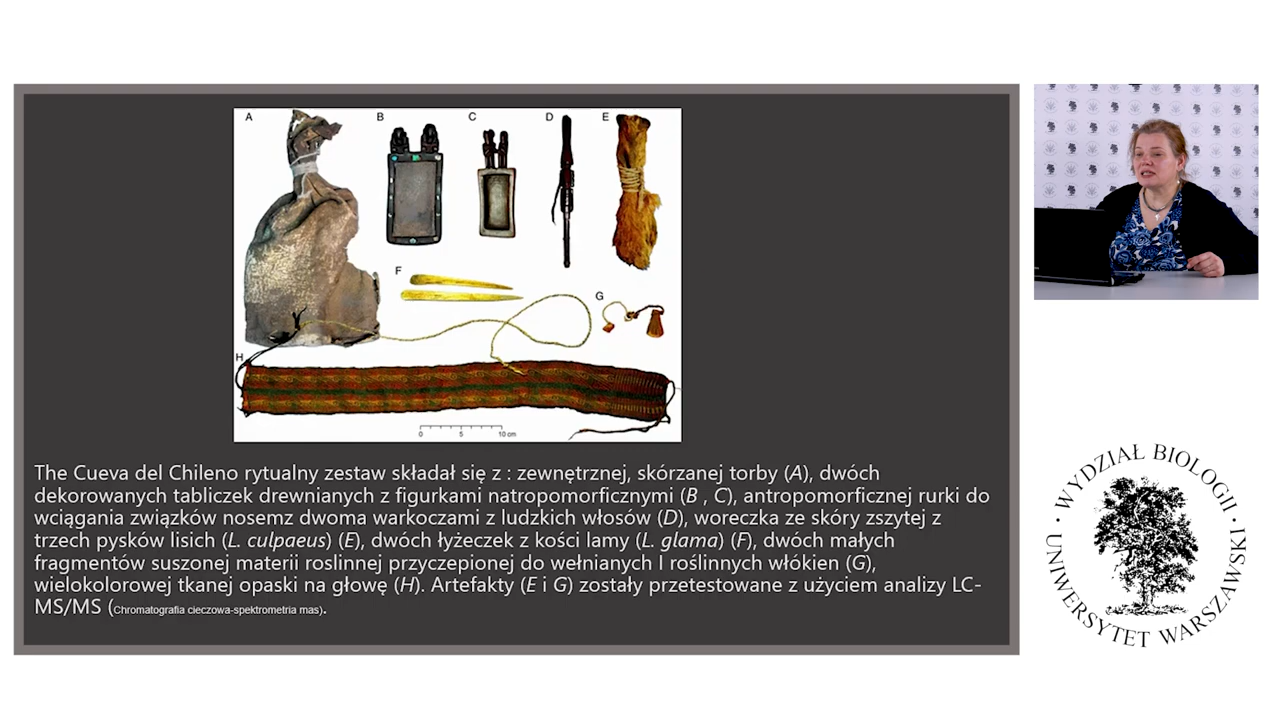 A
B
C
D
E
F
G
H
0 5 10 cm
The Cueva del Chileno rytualny zestaw składał się z : zewnętrznej, skórzanej torby (A), dwóch
dekorowanych tabliczek drewnianych z figurkami natropomorficznymi (B , C), antropomorficznej rurki do
wciągania związków nosemz dwoma warkoczami z ludzkich włosów (D), woreczka ze skóry zszytej z
trzech pysków lisich (L. culpaeus) (E), dwóch łyżeczek z kości lamy (L. glama) (F), dwóch małych
fragmentów suszonej materii roslinnej przyczepionej do wełnianych I roślinnych włókien (G),
wielokolorowej tkanej opaski na głowę (H). Artefakty (E i G) zostały przetestowane z użyciem analizy LC-
MS/MS (Chromatografia cieczowa-spektrometria mas).
· WYDZIAŁ BIOLOGII ·
UNIWERSYTET WARSZAWSKI